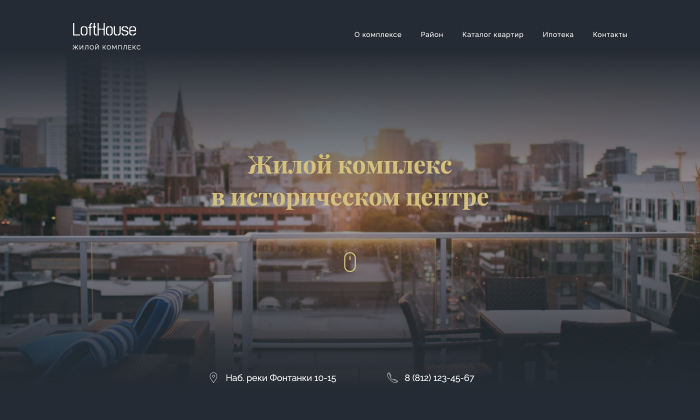 LoftHouse
ЖИЛОЙ КОМПЛЕКС
О комплексе Район Каталог квартир Ипотека Контакты
Жилой комплекс
в историческом центре
Наб. реки Фонтанки 10-15 8 (812) 123-45-67